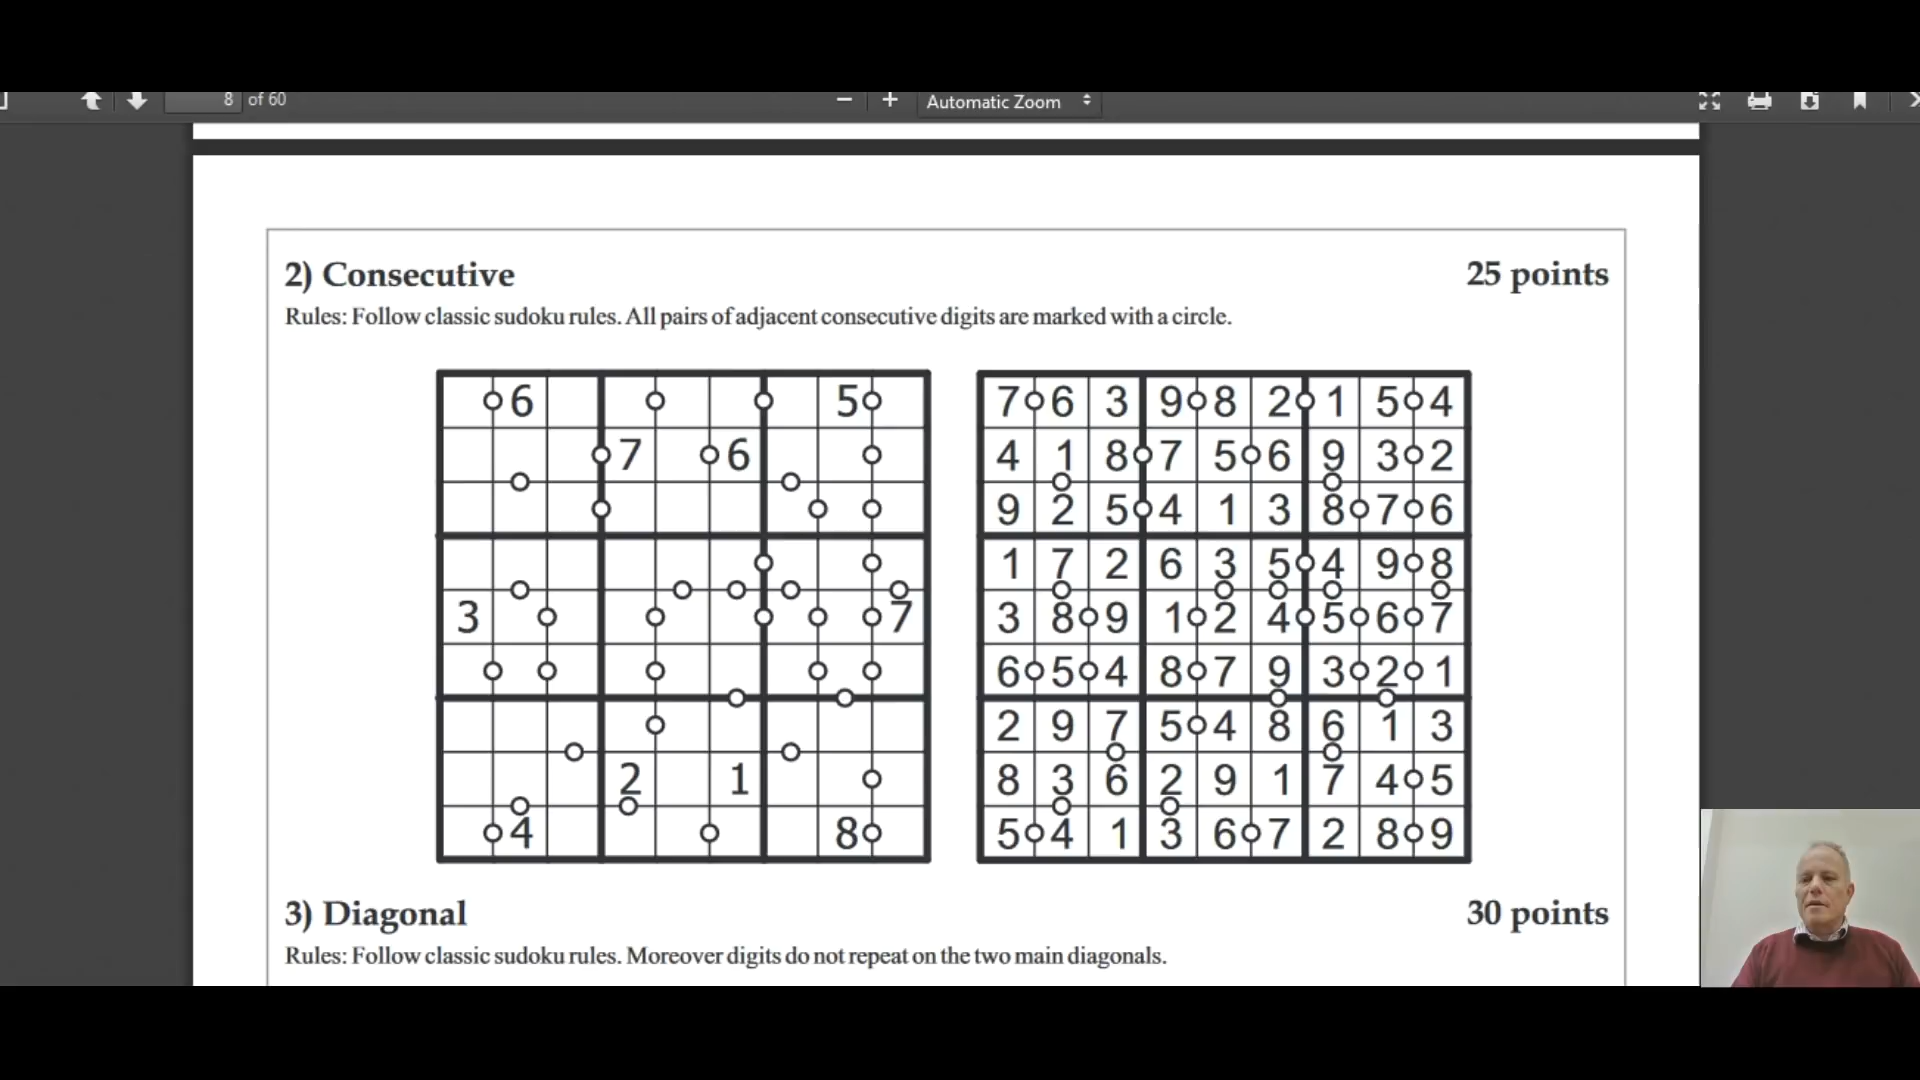 8 of 60
Automatic Zoom
2) Consecutive 25 points
Rules: Follow classic sudoku rules. All pairs of adjacent consecutive digits are marked with a circle.
6 5
7 6
3 7
2 1
4 8
7 6 3 9 8 2 1 5 4
4 1 8 7 5 6 9 3 2
9 2 5 4 1 3 8 7 6
1 7 2 6 3 5 4 9 8
3 8 9 1 2 4 5 6 7
6 5 4 8 7 9 3 2 1
2 9 7 5 4 8 6 1 3
8 3 6 2 9 1 7 4 5
5 4 1 3 6 7 2 8 9
3) Diagonal 30 points
Rules: Follow classic sudoku rules. Moreover digits do not repeat on the two main diagonals.